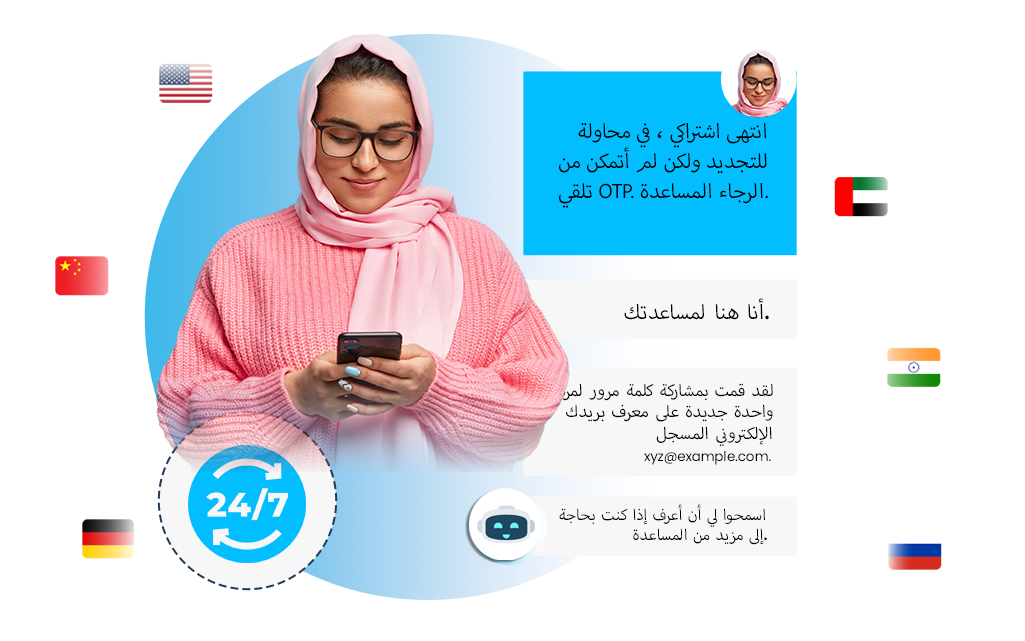 انتهى اشتراكي ، في محاولة
للتجديد ولكن لم أتمكن من
تلقي OTP. الرجاء المساعدة.
أنا هنا لمساعدتك.
لقد قمت بمشاركة كلمة مرور لمر
واحدة جديدة على معرف بريدك
الإلكتروني المسجل
xyz@example.com.
اسمحوا لي أن أعرف إذا كنت بحاجة
إلى مزيد من المساعدة.
24/7